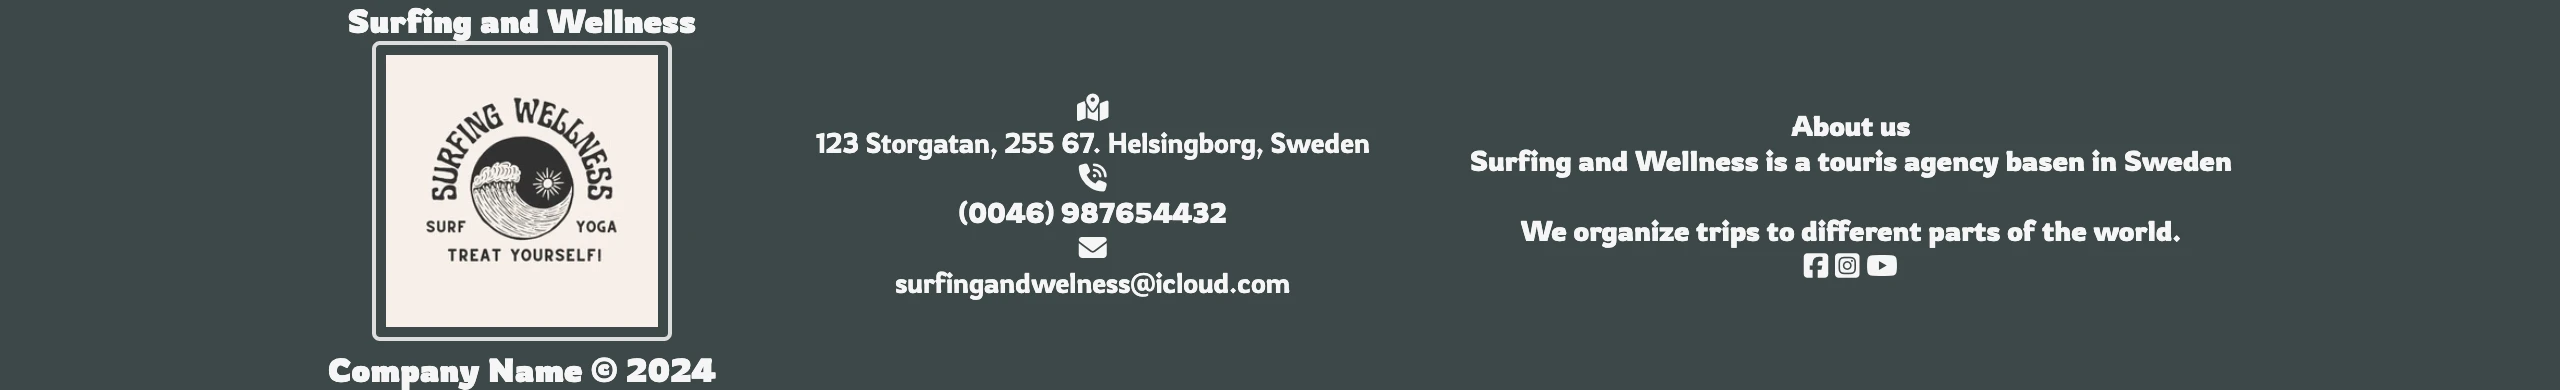 Surfing and Wellness
SURFING WELLNESS
SURF YOGA
TREAT YOURSELF!
Company Name © 2024
123 Storgatan, 255 67. Helsingborg, Sweden
(0046) 987654432
surfingandwelness@icloud.com
About us
Surfing and Wellness is a touris agency basen in Sweden
We organize trips to different parts of the world.